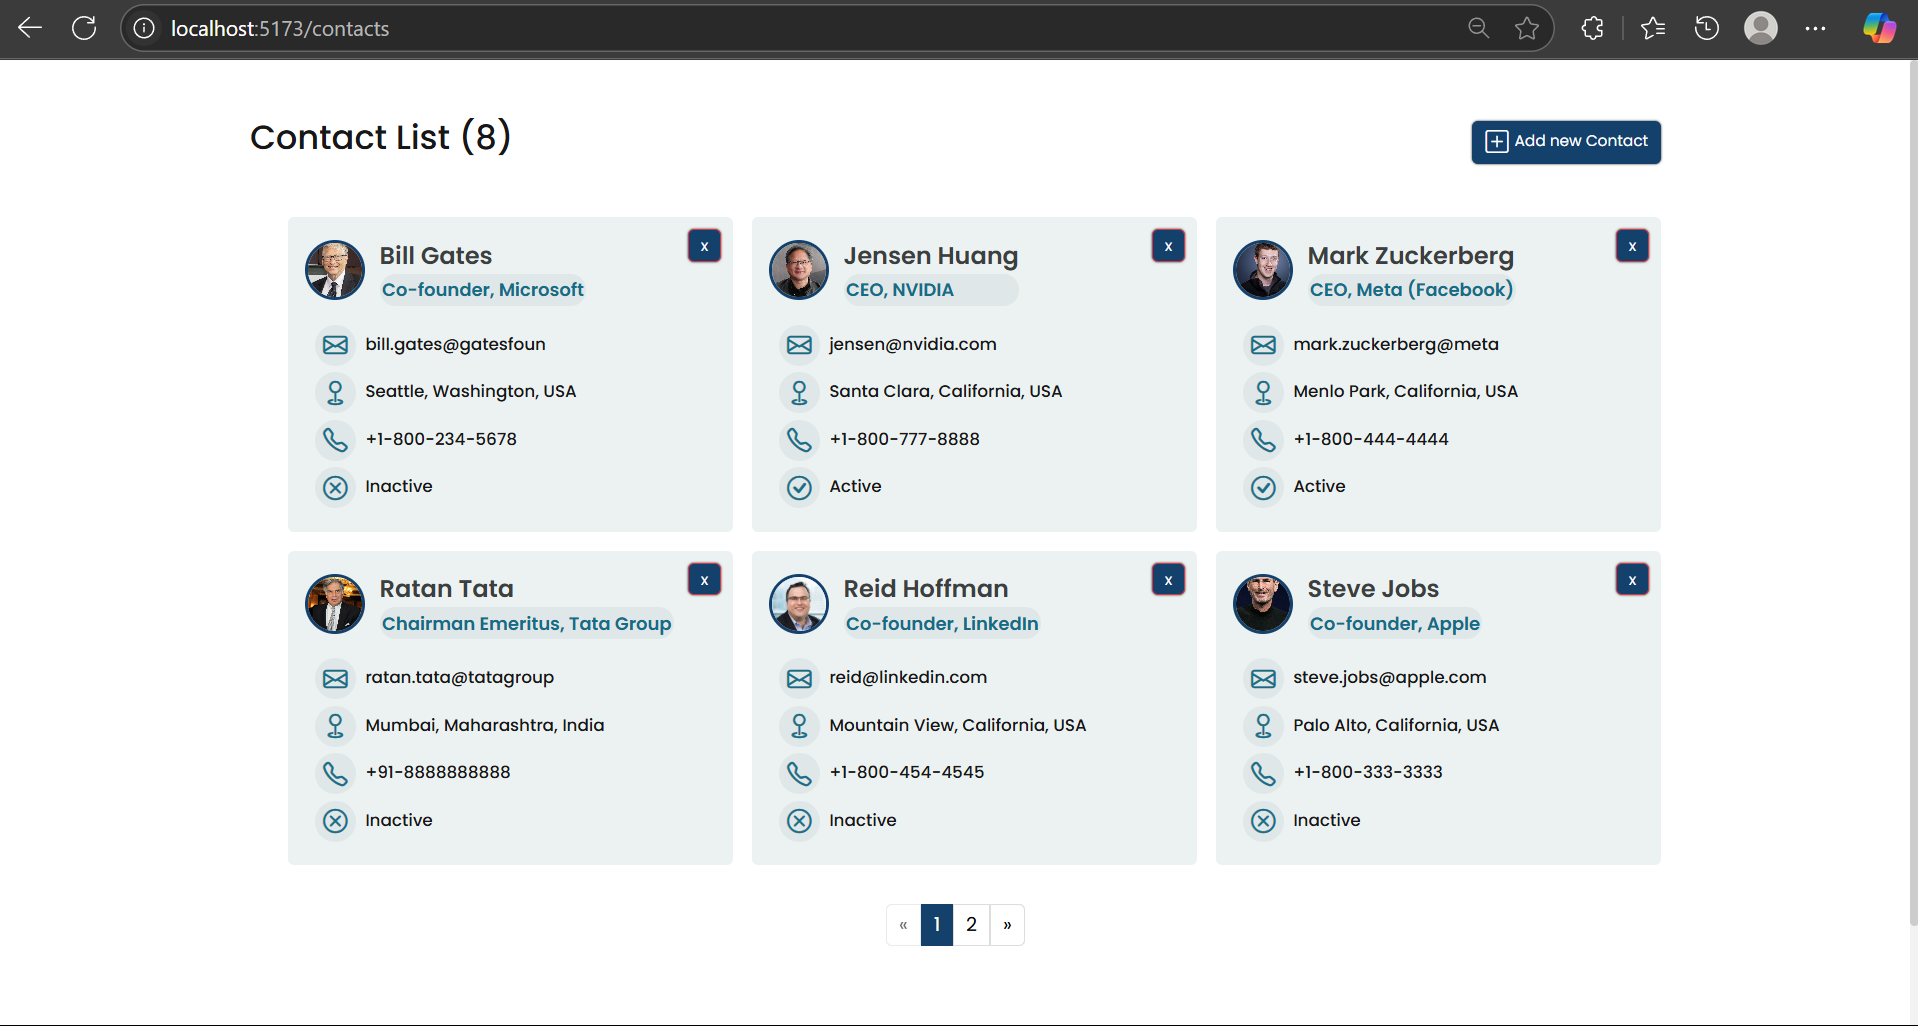 localhost:5173/contacts
Contact List (8)
Add new Contact
Bill Gates
x
Co-founder, Microsoft
bill.gates@gatesfoun
Seattle, Washington, USA
+1-800-234-5678
Inactive
Jensen Huang
x
CEO, NVIDIA
jensen@nvidia.com
Santa Clara, California, USA
+1-800-777-8888
Active
Mark Zuckerberg
x
CEO, Meta (Facebook)
mark.zuckerberg@meta
Menlo Park, California, USA
+1-800-444-4444
Active
Ratan Tata
x
Chairman Emeritus, Tata Group
ratan.tata@tatagroup
Mumbai, Maharashtra, India
+91-8888888888
Inactive
Reid Hoffman
x
Co-founder, LinkedIn
reid@linkedin.com
Mountain View, California, USA
+1-800-454-4545
Inactive
Steve Jobs
x
Co-founder, Apple
steve.jobs@apple.com
Palo Alto, California, USA
+1-800-333-3333
Inactive
« 1 2 »